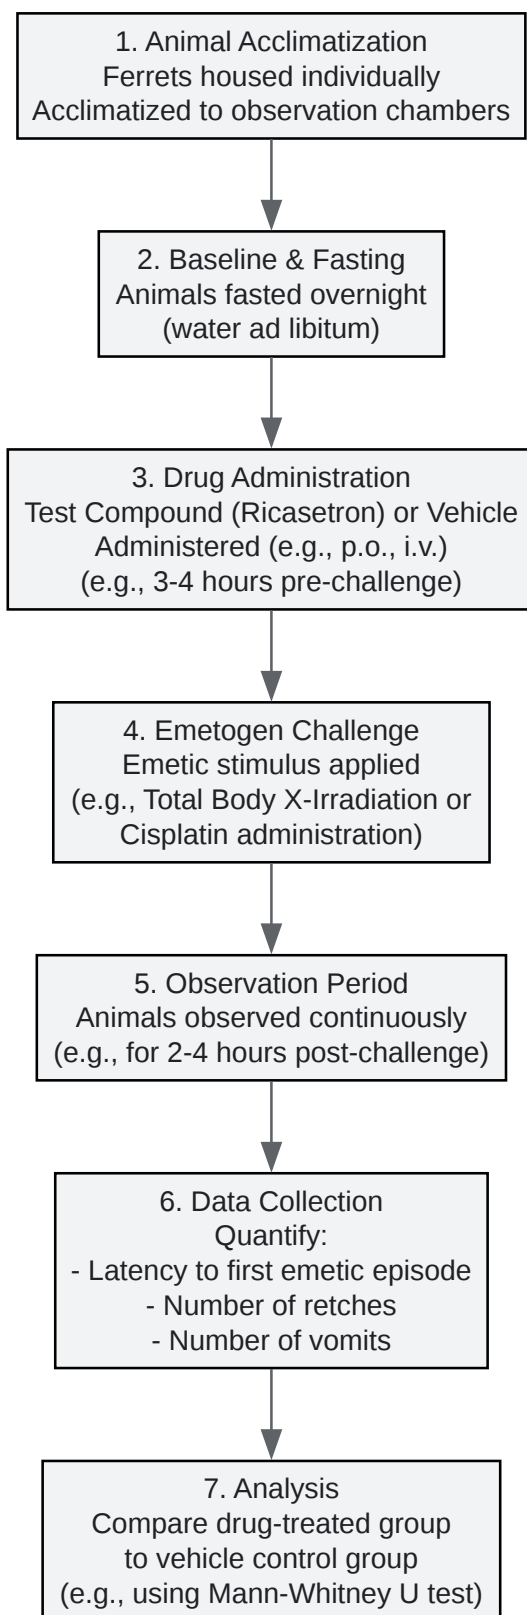 1. Animal Acclimatization
Ferrets housed individually
Acclimatized to observation chambers
2. Baseline & Fasting
Animals fasted overnight
(water ad libitum)
3. Drug Administration
Test Compound (Ricasetron) or Vehicle
Administered (e.g., p.o., i.v.)
(e.g., 3-4 hours pre-challenge)
4. Emetogen Challenge
Emetic stimulus applied
(e.g., Total Body X-Irradiation or
Cisplatin administration)
5. Observation Period
Animals observed continuously
(e.g., for 2-4 hours post-challenge)
6. Data Collection
Quantify:
- Latency to first emetic episode
- Number of retches
- Number of vomits
7. Analysis
Compare drug-treated group
to vehicle control group
(e.g., using Mann-Whitney U test)